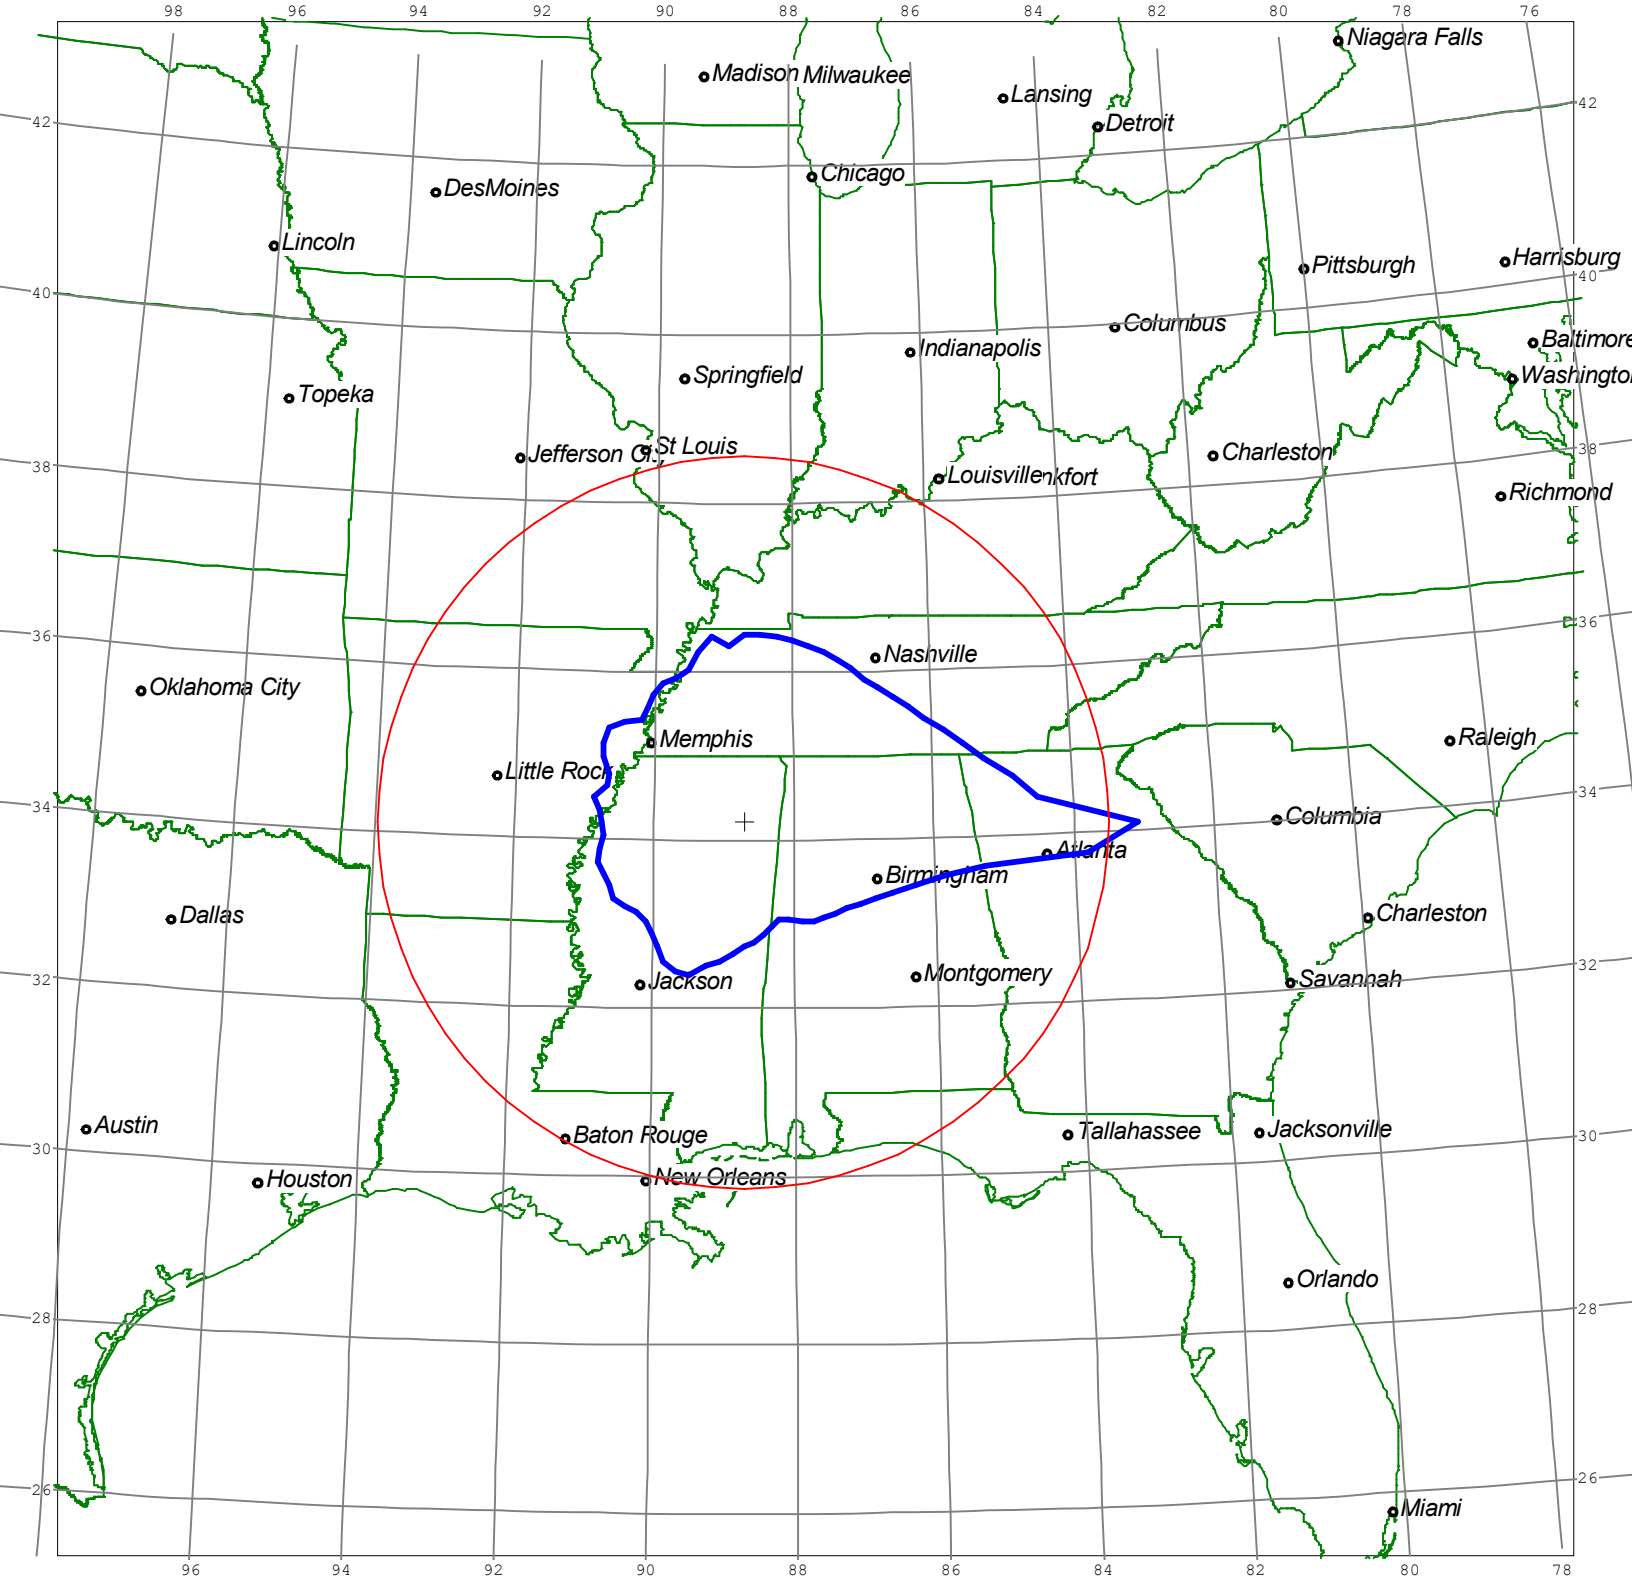 98 96 94 92 90 88 86 84 82 80 78 76
Niagara Falls
Madison Milwaukee
Lansing
42 42
Detroit
Chicago
DesMoines
Lincoln
Pittsburgh Harrisburg
40 40
Columbus
Indianapolis Baltimore
Springfield Washington
Topeka
St Louis
Jefferson City Charleston 38
38
Louisville nkfort
Richmond
36 36
Nashville
Oklahoma City
Memphis Raleigh
Little Rock
34 34
Columbia
Atlanta
Birmingham
Dallas Charleston
32 Jackson Montgomery Savannah 32
Austin Baton Rouge Tallahassee Jacksonville
30 30
Houston New Orleans
Orlando
28 28
26 26
Miami
96 94 92 90 88 86 84 82 80 78